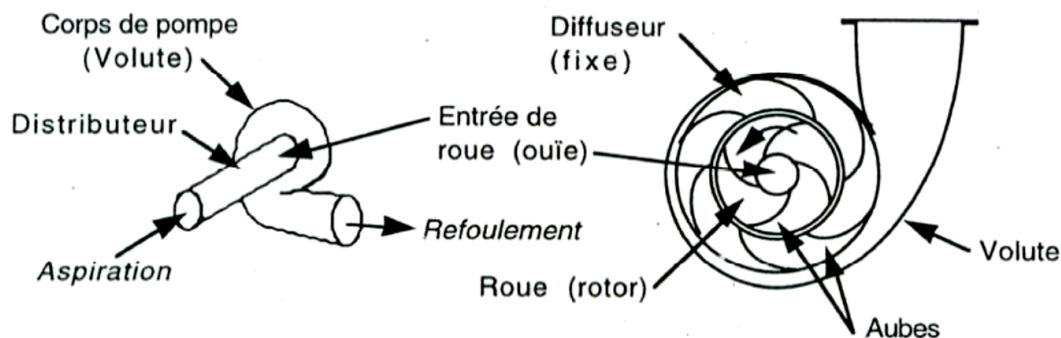 Corps de pompe
(Volute)
Distributeur
Aspiration
Entrée de
roue (ouïe)
Refoulement
Diffuseur
(fixe)
Roue (rotor)
Volute
Aubes